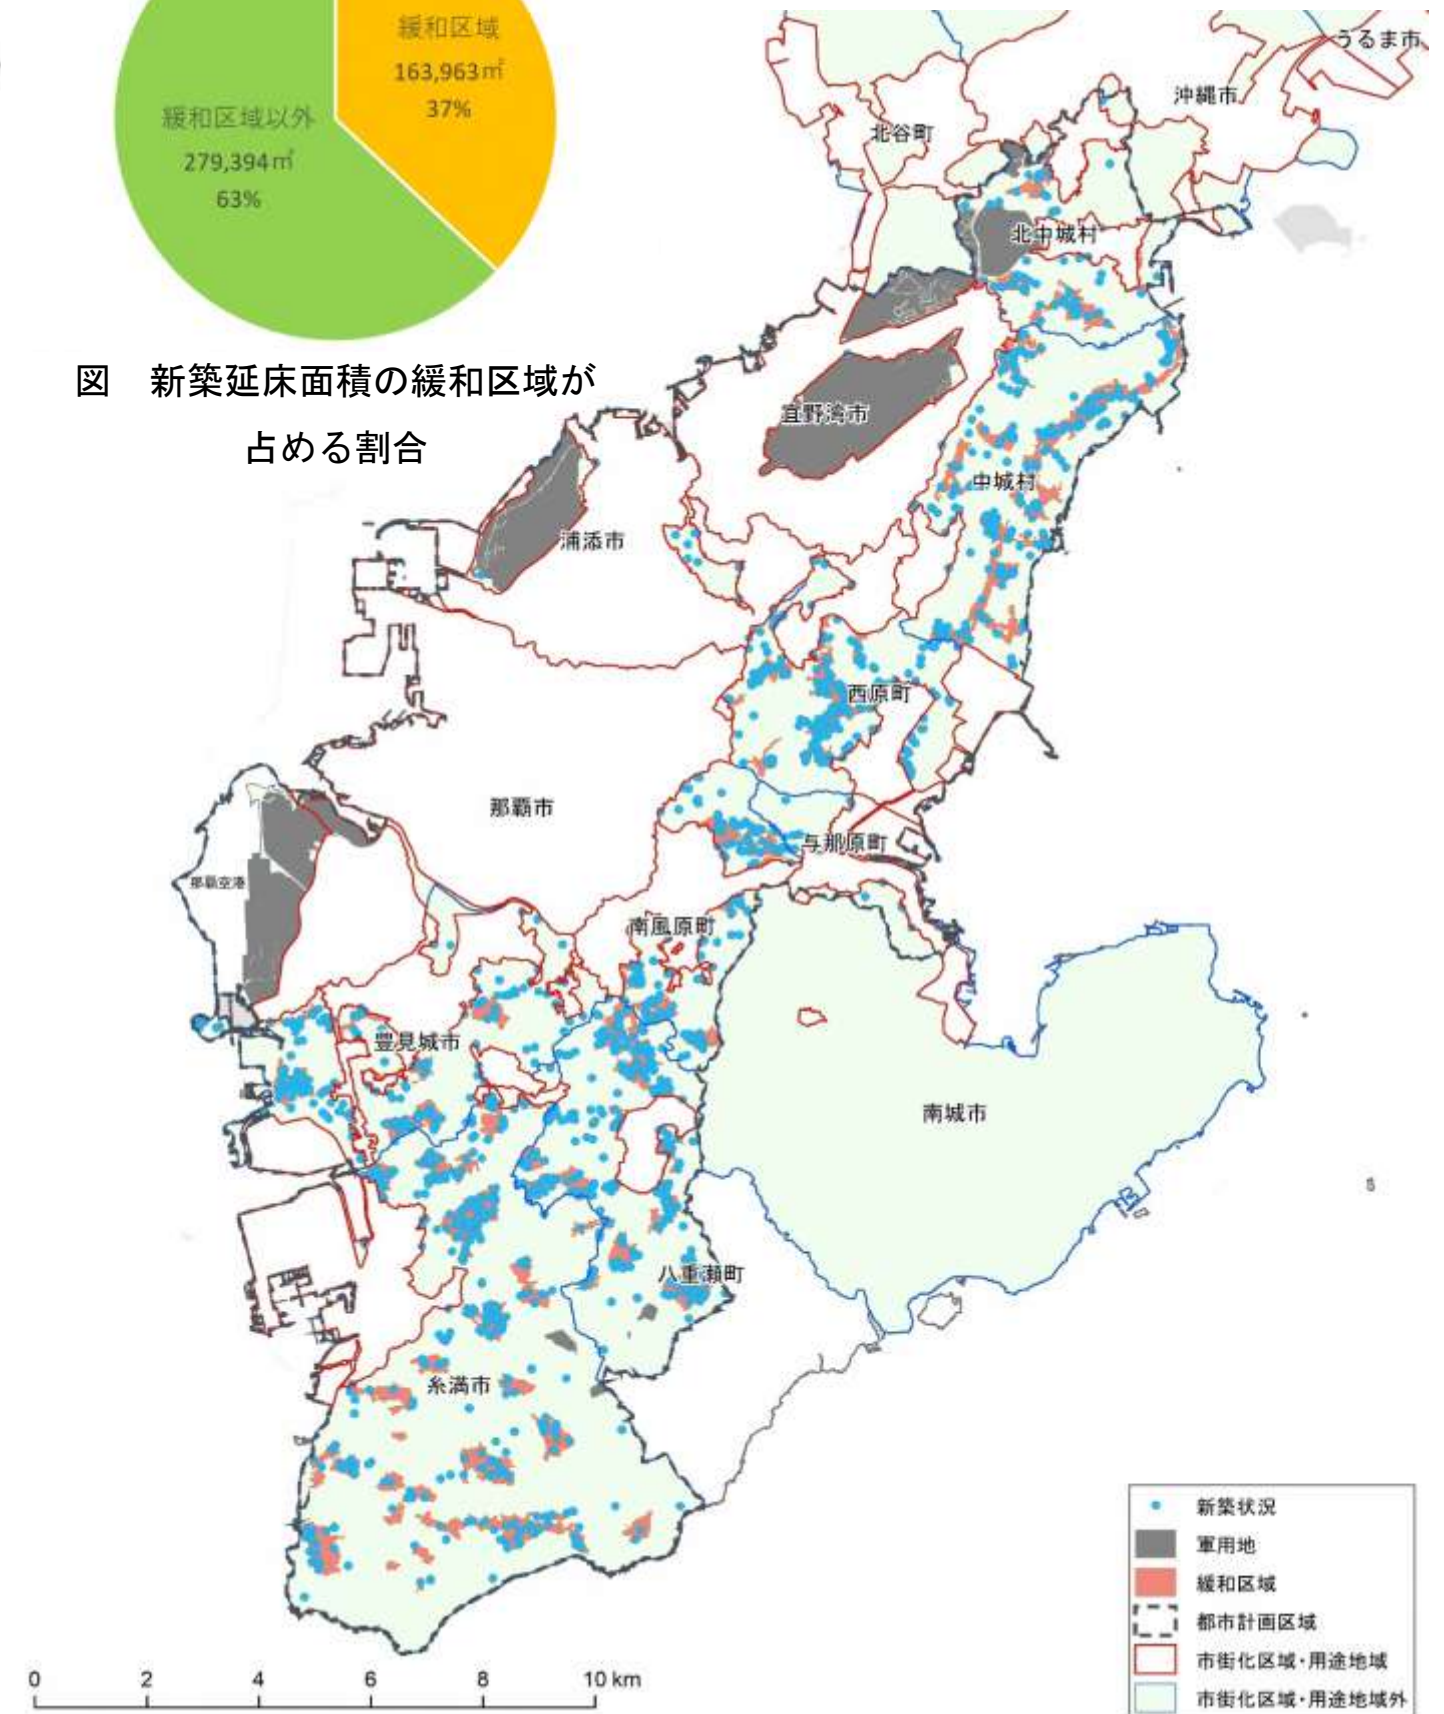 緩和区域
163,963㎡
37%
緩和区域以外
279,394㎡
63%
図　新築延床面積の緩和区域が
占める割合
うるま市
沖縄市
北谷町
北中城村
宜野湾市
中城村
浦添市
西原町
那覇市
与那原町
那覇空港
南風原町
豊見城市
南城市
八重瀬町
糸満市
新築状況
軍用地
緩和区域
都市計画区域
市街化区域・用途地域
市街化区域・用途地域外
0 2 4 6 8 10 km